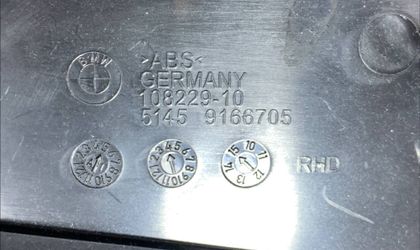 BMW
>ABS<
GERMANY
108229-10
5145 9166705
RHD